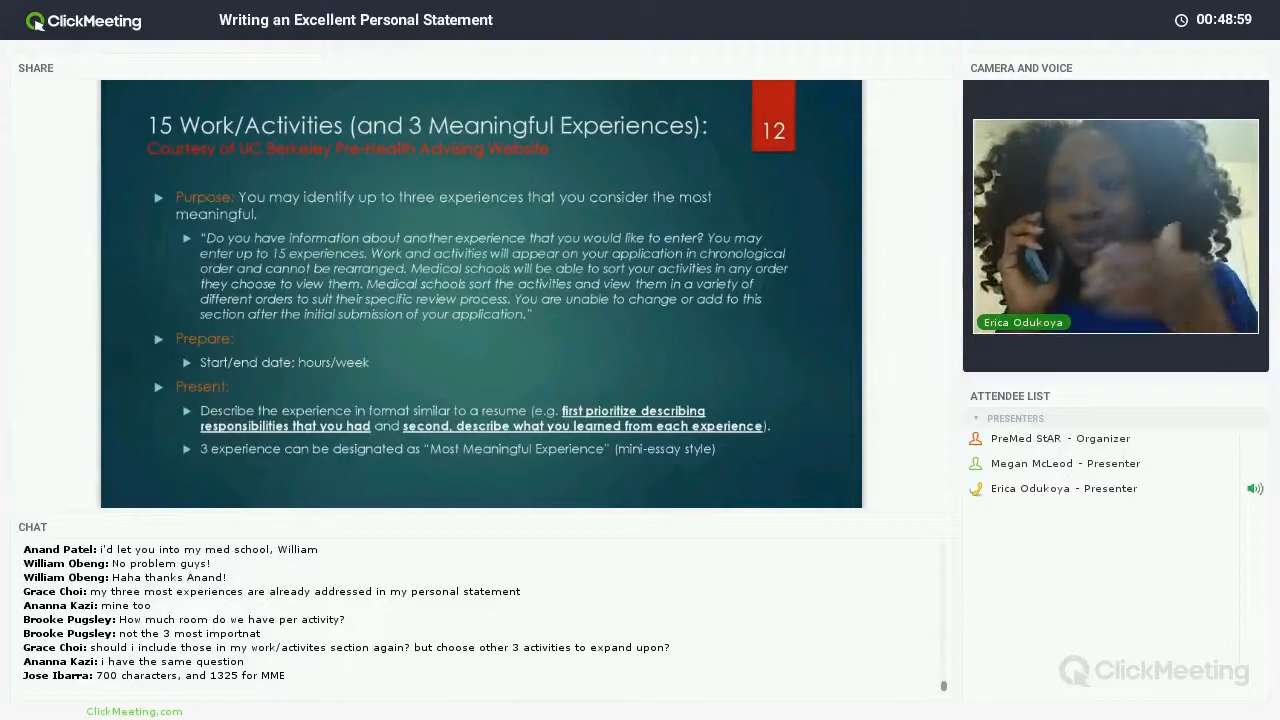 ClickMeeting
Writing an Excellent Personal Statement
00:48:59
SHARE
15 Work/Activities (and 3 Meaningful Experiences):
Courtesy of UC Berkeley Pre-Health Advising Website
12
Purpose: You may identify up to three experiences that you consider the most
meaningful.
“Do you have information about another experience that you would like to enter? You may
enter up to 15 experiences. Work and activities will appear on your application in chronological
order and cannot be rearranged. Medical schools will be able to sort your activities in any order
they choose to view them. Medical schools sort the activities and view them in a variety of
different orders to suit their specific review process. You are unable to change or add to this
section after the initial submission of your application.”
Prepare:
Start/end date; hours/week
Present:
Describe the experience in format similar to a resume (e.g. first prioritize describing
responsibilities that you had and second, describe what you learned from each experience).
3 experience can be designated as “Most Meaningful Experience” (mini-essay style)
CAMERA AND VOICE
Erica Odukoya
ATTENDEE LIST
PRESENTERS
PreMed StAR - Organizer
Megan McLeod - Presenter
Erica Odukoya - Presenter
CHAT
Anand Patel: i'd let you into my med school, William
William Obeng: No problem guys!
William Obeng: Haha thanks Anand!
Grace Choi: my three most experiences are already addressed in my personal statement
Ananna Kazi: mine too
Brooke Pugsley: How much room do we have per activity?
Brooke Pugsley: not the 3 most importnat
Grace Choi: should i include those in my work/activites section again? but choose other 3 activities to expand upon?
Ananna Kazi: i have the same question
Jose Ibarra: 700 characters, and 1325 for MME
ClickMeeting
ClickMeeting.com